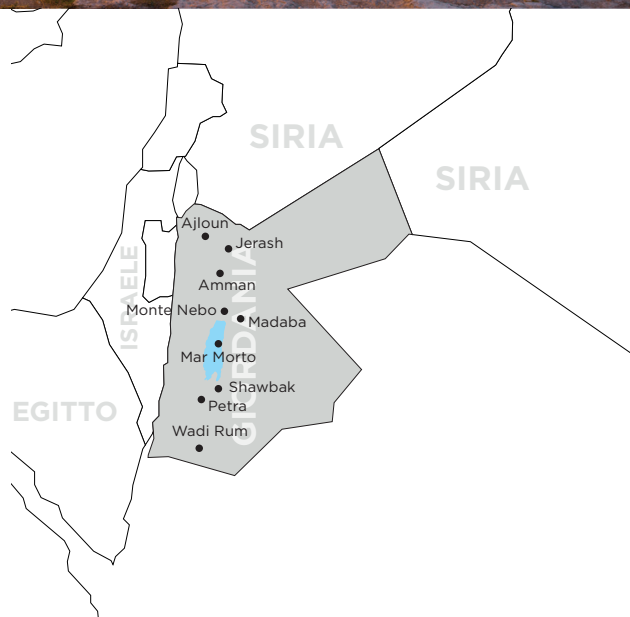 SIRIA
SIRIA
Ajloun
Jerash
Amman
ISRAELE
GIORDANIA
Monte Nebo
Madaba
Mar Morto
Shawbak
EGITTO
Petra
Wadi Rum